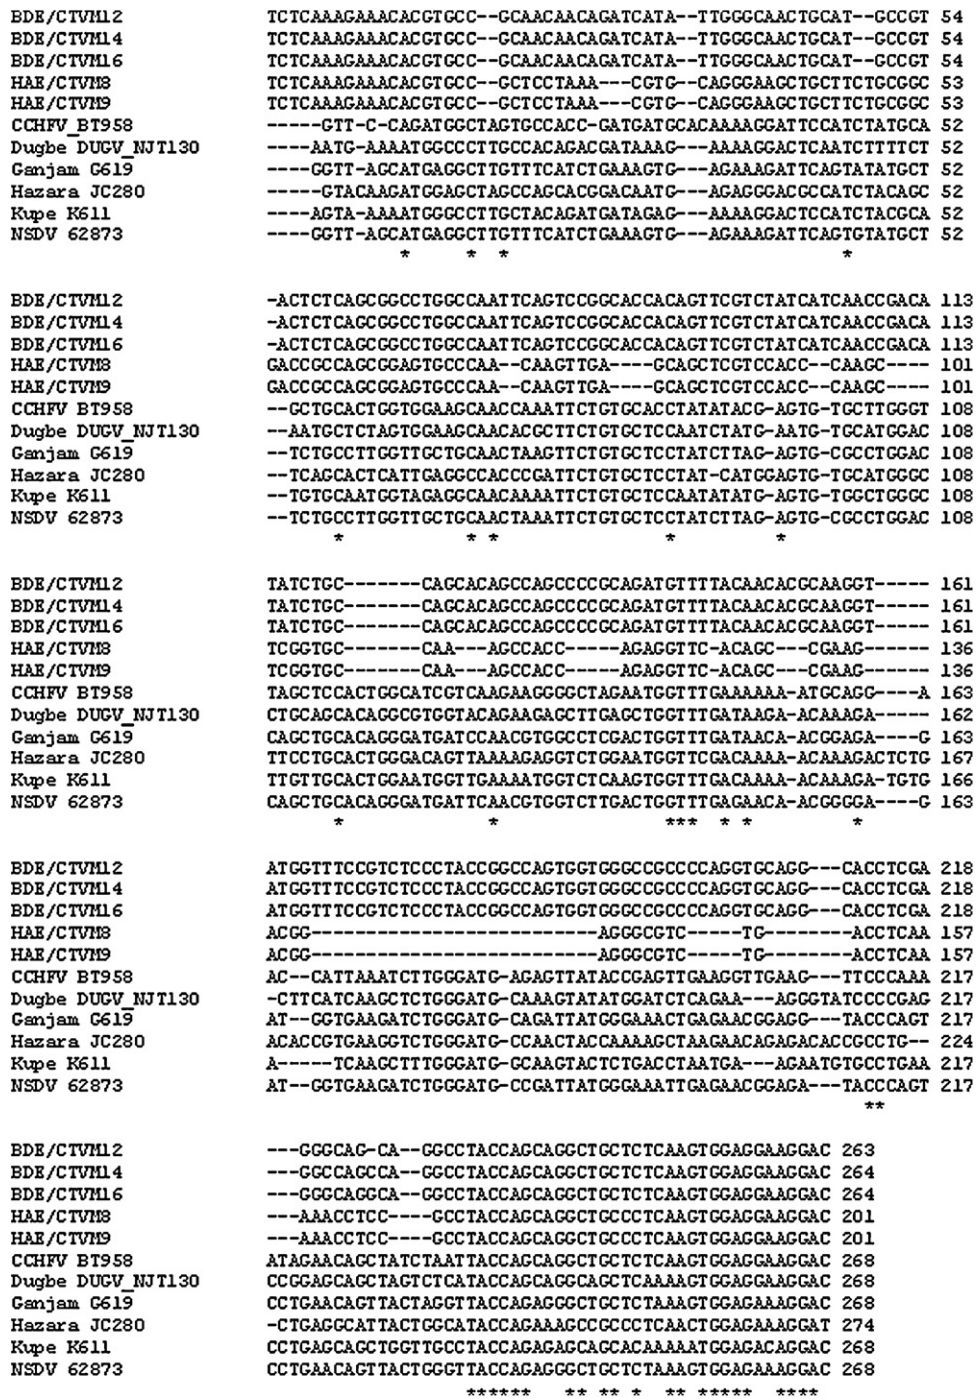 BDE/CTVM12 TCTCAAAGAAACACGTGCC--GCAACAACAGATCATA--TTGGGCAACTGCAT--GCCGT 54
BDE/CTVM14 TCTCAAAGAAACACGTGCC--GCAACAACAGATCATA--TTGGGCAACTGCAT--GCCGT 54
BDE/CTVM16 TCTCAAAGAAACACGTGCC--GCAACAACAGATCATA--TTGGGCAACTGCAT--GCCGT 54
HAE/CTVM8 TCTCAAAGAAACACGTGCC--GCTCCTAAA---CGTG--CAGGGAAGCTGCTTCTGCGGC 53
HAE/CTVM9 TCTCAAAGAAACACGTGCC--GCTCCTAAA---CGTG--CAGGGAAGCTGCTTCTGCGGC 53
CCHFV_BT958 -----GTT-C-CAGATGGCTAGTGCCACC-GATGATGCACAAAAGGATTCCATCTATGCA 52
Dugbe DUGV_NJT130 ----AATG-AAAATGGCCCTTGCCACAGACGATAAAG---AAAAGGACTCAATCTTTTCT 52
Ganjam G619 ----GGTT-AGCATGAGGCTTGTTTCATCTGAAAGTG---AGAAAGATTCAGTATATGCT 52
Hazara JC280 ----GTACAAGATGGAGCTAGCCAGCACGGACAATG---AGAGGGACGCCATCTACAGC 52
Kupe K611 ----AGTA-AAAATGGGCCTTGCTACAGATGATAGAG---AAAAGGACTCCATCTACGCA 52
NSDV 62873 ----GGTT-AGCATGAGGCTTGTTTCATCTGAAAGTG---AGAAAGATTCAGTGTATGCT 52
* * * *
BDE/CTVM12 -ACTCTCAGCGGCCTGGCCAATTCAGTCCGGCACCACAGTTCGTCTATCATCAACCGACA 113
BDE/CTVM14 -ACTCTCAGCGGCCTGGCCAATTCAGTCCGGCACCACAGTTCGTCTATCATCAACCGACA 113
BDE/CTVM16 -ACTCTCAGCGGCCTGGCCAATTCAGTCCGGCACCACAGTTCGTCTATCATCAACCGACA 113
HAE/CTVM8 GACCGCCAGCGGAGTGCCCAA--CAAGTTGA----GCAGCTCGTCCACC--CAAGC---- 101
HAE/CTVM9 GACCGCCAGCGGAGTGCCCAA--CAAGTTGA----GCAGCTCGTCCACC--CAAGC---- 101
CCHFV BT958 --GCTGCACTGGTGGAAGCAACCAAATTCTGTGCACCTATATACG-AGTG-TGCTTGGGT 108
Dugbe DUGV_NJT130 --AATGCTCTAGTGGAAGCAACACGCTTCTGTGCTCCAATCTATG-AATG-TGCATGGAC 108
Ganjam G619 --TCTGCCTTGGTTGCTGCAACTAAGTTCTGTGCTCCTATCTTAG-AGTG-CGCCTGGAC 108
Hazara JC280 --TCAGCACTCATTGAGGCCACCCGATTCTGTGCTCCTAT-CATGGAGTG-TGCATGGGC 108
Kupe K611 --TGTGCAATGGTAGAGGCAACAAAATTCTGTGCTCCAATATATG-AGTG-TGGCTGGGC 108
NSDV 62873 --TCTGCCTTGGTTGCTGCAACTAAATTCTGTGCTCCTATCTTAG-AGTG-CGCCTGGAC 108
* * * * *
BDE/CTVM12 TATCTGC-------CAGCACAGCCAGCCCCGCAGATGTTTTACAACACGCAAGGT----- 161
BDE/CTVM14 TATCTGC-------CAGCACAGCCAGCCCCGCAGATGTTTTACAACACGCAAGGT----- 161
BDE/CTVM16 TATCTGC-------CAGCACAGCCAGCCCCGCAGATGTTTTACAACACGCAAGGT----- 161
HAE/CTVM8 TCGGTGC-------CAA---AGCCACC-----AGAGGTTC-ACAGC---CGAAG------ 136
HAE/CTVM9 TCGGTGC-------CAA---AGCCACC-----AGAGGTTC-ACAGC---CGAAG------ 136
CCHFV BT958 TAGCTCCACTGGCATCGTCAAGAAGGGGCTAGAATGGTTTGAAAAAA-ATGCAGG----A 163
Dugbe DUGV_NJT130 CTGCAGCACAGGCGTGGTACAGAAGAGCTTGAGCTGGTTTGATAAGA-ACAAAGA----- 162
Ganjam G619 CAGCTGCACAGGGATGATCCAACGTGGCCTCGACTGGTTTGATAACA-ACGGAGA----G 163
Hazara JC280 TTCCTGCACTGGGACAGTTAAAAGAGGTCTGGAATGGTTCGACAAAA-ACAAAGACTCTG 167
Kupe K611 TTGTTGCACTGGAATGGTTGAAAATGGTCTCAAGTGGTTTGACAAAA-ACAAAGA-TGTG 166
NSDV 62873 CAGCTGCACAGGGATGATTCAACGTGGTCTTGACTGGTTTGAGAACA-ACGGGGA----G 163
* * *** * * *
BDE/CTVM12 ATGGTTTCCGTCTCCCTACCGGCCAGTGGTGGGCCGCCCCAGGTGCAGG---CACCTCGA 218
BDE/CTVM14 ATGGTTTCCGTCTCCCTACCGGCCAGTGGTGGGCCGCCCCAGGTGCAGG---CACCTCGA 218
BDE/CTVM16 ATGGTTTCCGTCTCCCTACCGGCCAGTGGTGGGCCGCCCCAGGTGCAGG---CACCTCGA 218
HAE/CTVM8 ACGG--------------------------AGGGCGTC-----TG--------ACCTCAA 157
HAE/CTVM9 ACGG--------------------------AGGGCGTC-----TG--------ACCTCAA 157
CCHFV BT958 AC--CATTAAATCTTGGGATG-AGAGTTATACCGAGTTGAAGGTTGAAG---TTCCCAAA 217
Dugbe DUGV_NJT130 -CTTCATCAAGCTCTGGGATG-CAAAGTATATGGATCTCAGAA---AGGGTATCCCCGAG 217
Ganjam G619 AT--GGTGAAGATCTGGGATG-CAGATTATGGGAAACTGAGAACGGAGG---TACCCAGT 217
Hazara JC280 ACACCGTGAAGGTCTGGGATG-CCAACTACCAAAAGCTAAGAACAGAGACACCGCCTG-- 224
Kupe K611 A-----TCAAGCTTTGGGATG-GCAAGTACTCTGACCTAATGA---AGAATGTGCCTGAA 217
NSDV 62873 AT--GGTGAAGATCTGGGATG-CCGATTATGGGAAATTGAGAACGGAGA---TACCCAGT 217
**
BDE/CTVM12 ---GGGCAG-CA--GGCCTACCAGCAGGCTGCTCTCAAGTGGAGGAAGGAC 263
BDE/CTVM14 ---GGCCAGCCA--GGCCTACCAGCAGGCTGCTCTCAAGTGGAGGAAGGAC 264
BDE/CTVM16 ---GGGCAGGCA--GGCCTACCAGCAGGCTGCTCTCAAGTGGAGGAAGGAC 264
HAE/CTVM8 ---AAACCTCC----GCCTACCAGCAGGCTGCCCTCAAGTGGAGGAAGGAC 201
HAE/CTVM9 ---AAACCTCC----GCCTACCAGCAGGCTGCCCTCAAGTGGAGGAAGGAC 201
CCHFV BT958 ATAGAACAGCTATCTAATTACCAGCAGGCTGCTCTCAAGTGGAGGAAGGAC 268
Dugbe DUGV_NJT130 CCGGAGCAGCTAGTCTCATACCAGCAGGCAGCTCAAAAGTGGAGGAAGGAC 268
Ganjam G619 CCTGAACAGTTACTAGGTTACCAGAGGGCTGCTCTAAAGTGGAGAAAGGAC 268
Hazara JC280 -CTGAGGCATTACTGGCATACCAGAAAGCCGCCCTCAACTGGAGAAAGGAT 274
Kupe K611 CCTGAGCAGCTGGTTGCCTACCAGAGAGCAGCACAAAAATGGAGACAGGAC 268
NSDV 62873 CCTGAACAGTTACTGGGTTACCAGAGGGCTGCTCTAAAGTGGAGAAAGGAC 268
****** ** ** * ** ***** ****